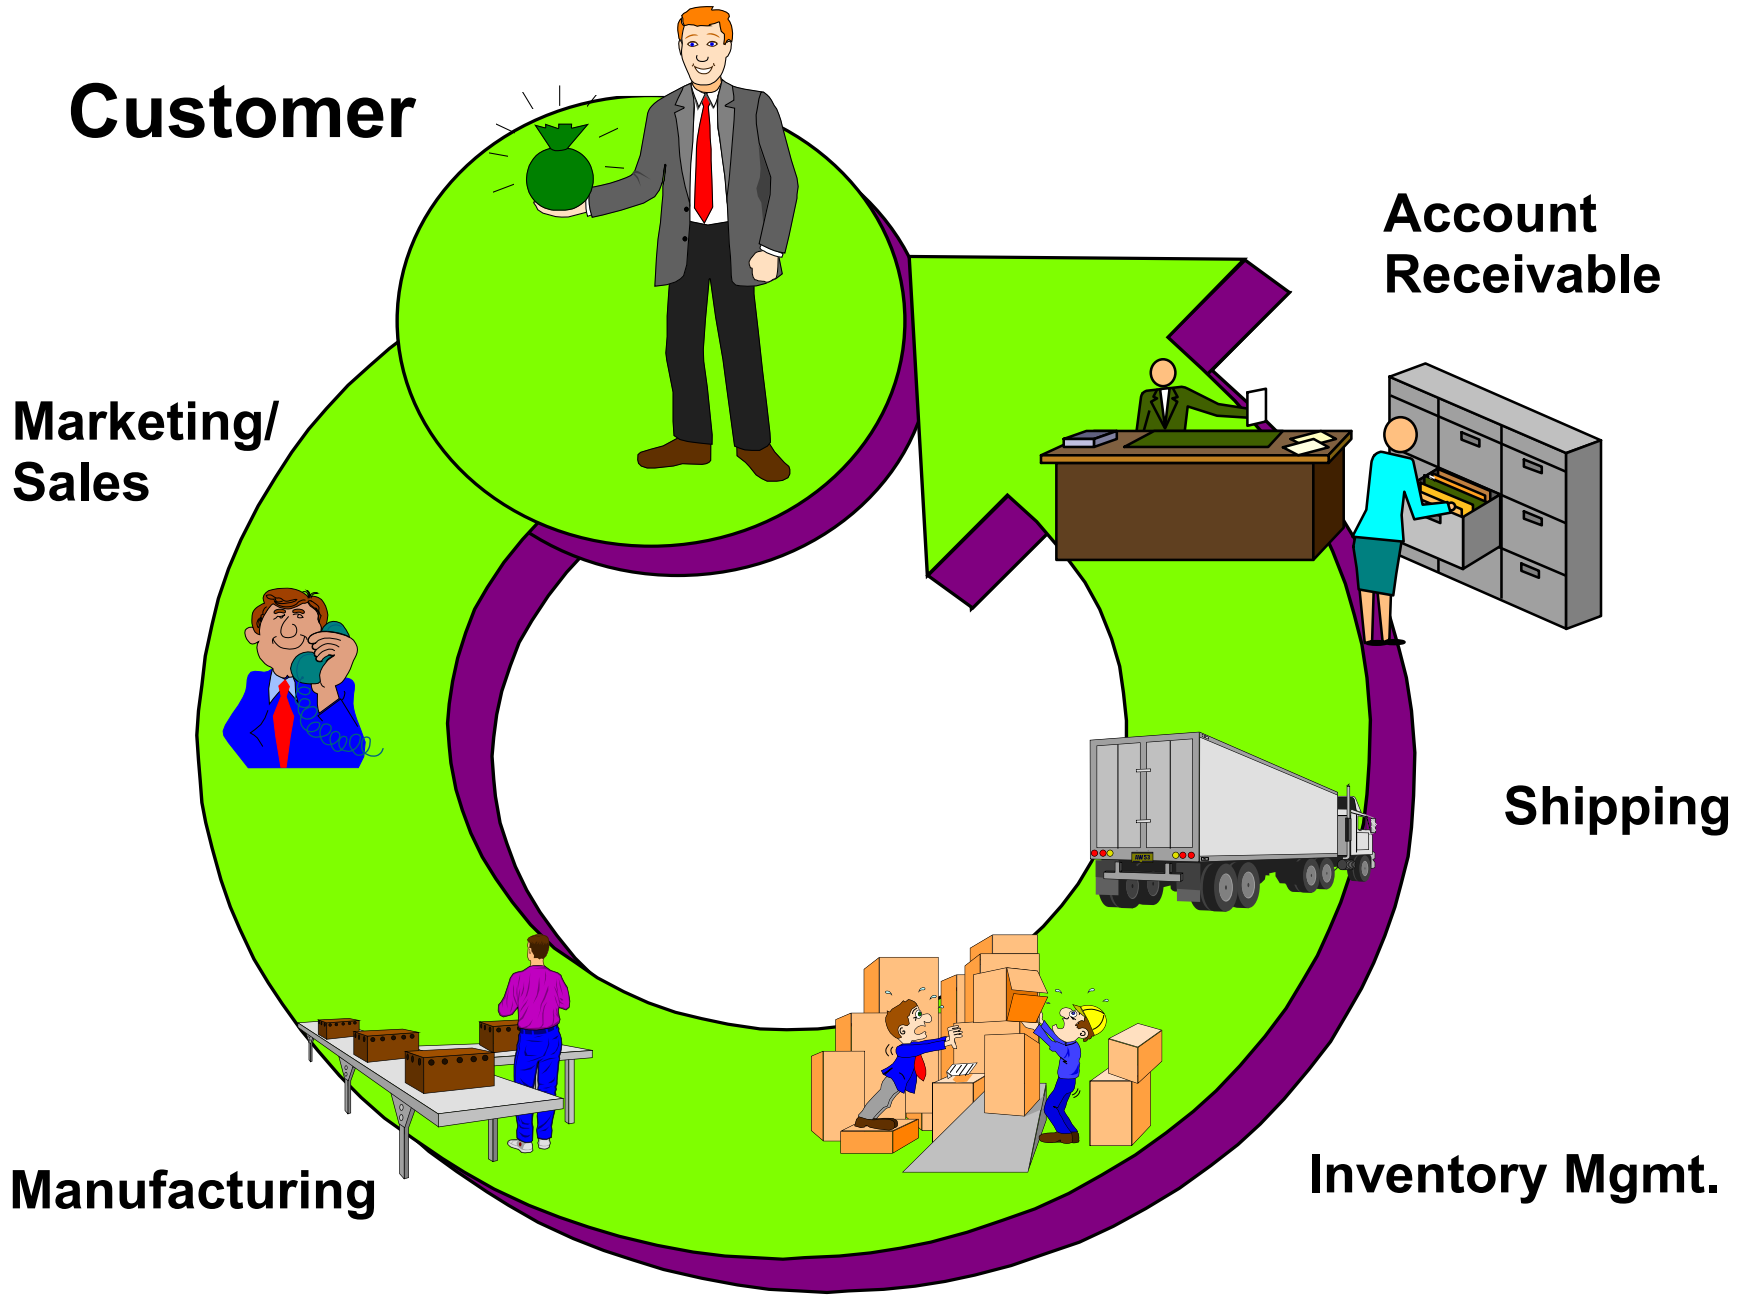 Customer
Account
Receivable
Marketing/
Sales
Shipping
Manufacturing
Inventory Mgmt.